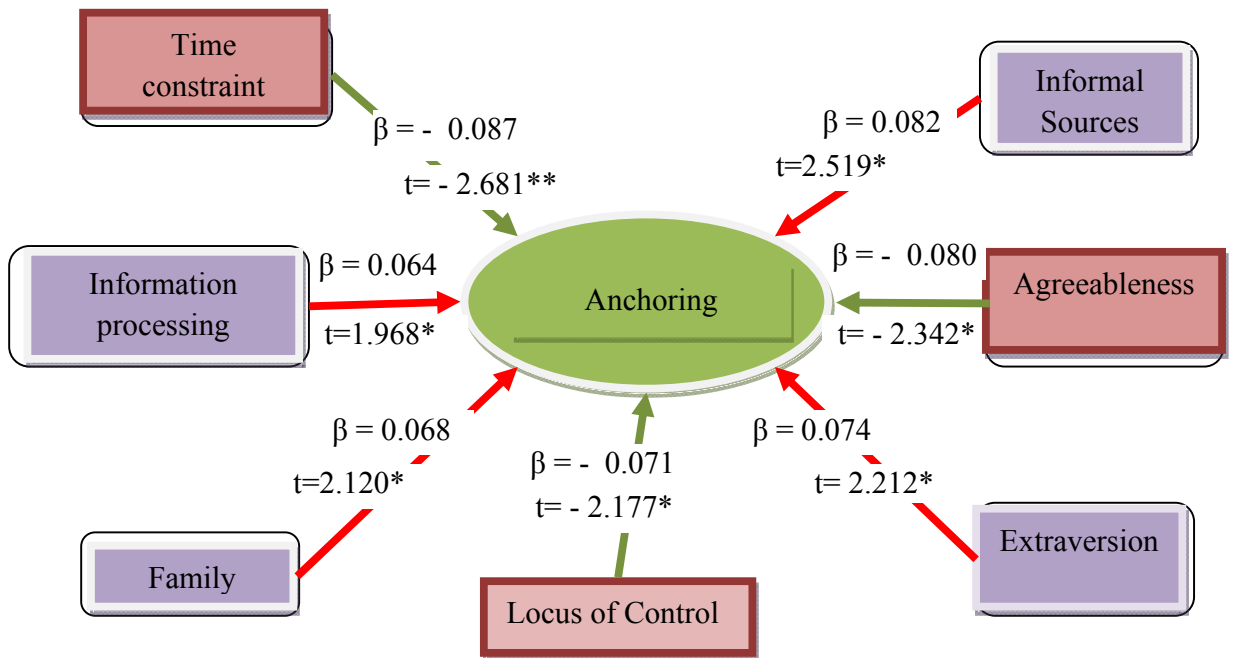 Time
constraint
Informal
Sources
β = - 0.087
t= - 2.681**
β = 0.082
t=2.519*
Information
processing
β = 0.064
t=1.968*
Anchoring
β = - 0.080
t= - 2.342*
Agreeableness
β = 0.068
t=2.120*
β = - 0.071
t= - 2.177*
β = 0.074
t= 2.212*
Family
Locus of Control
Extraversion